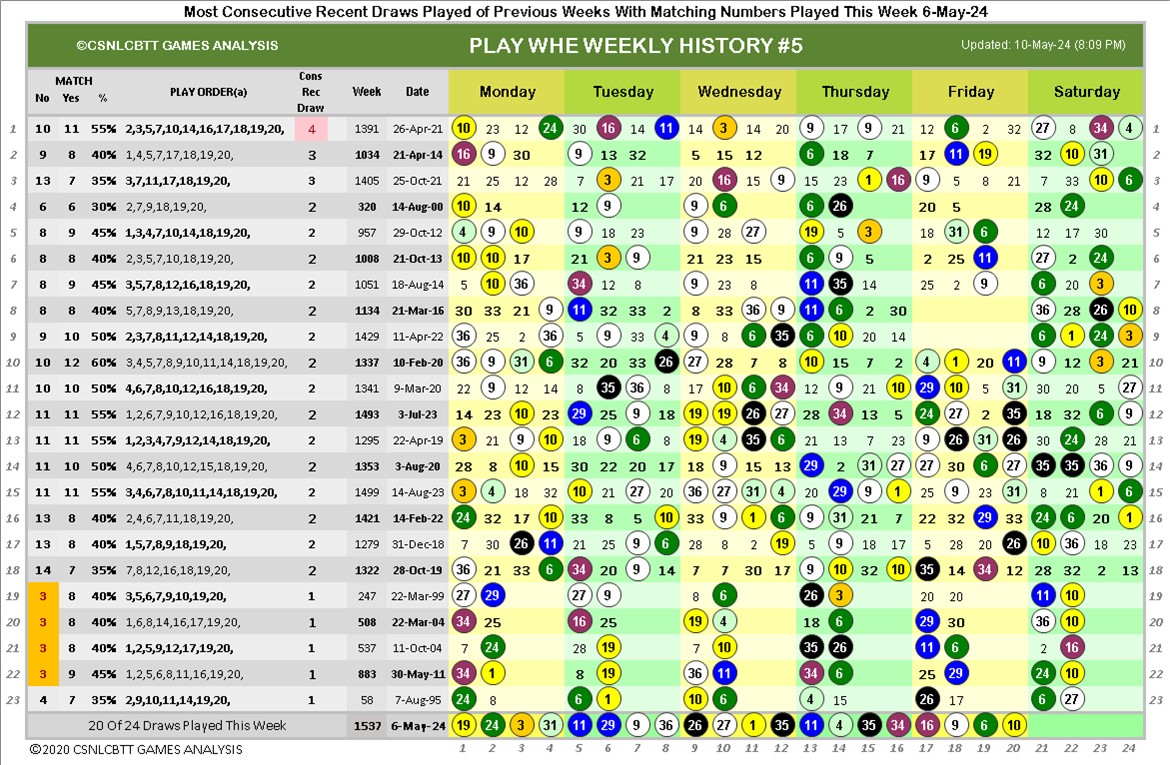 Most Consecutive Recent Draws Played of Previous Weeks With Matching Numbers Played This Week 6-May-24
©CSNLCBTT GAMES ANALYSIS PLAY WHE WEEKLY HISTORY #5 Updated: 10-May-24 (8:09 PM)
No MATCH Yes % PLAY ORDER(a) Cons Rec Draw Week Date Monday Tuesday Wednesday Thursday Friday Saturday
1 10 11 55% 2,3,5,7,10,14,16,17,18,19,20, 4 1391 26-Apr-21 10 23 12 24 30 16 14 8 11 14 3 14 20 9 17 9 21 12 6 2 32 27 8 34 4 1
2 9 8 40% 1,4,5,7,17,18,19,20, 3 1034 21-Apr-14 16 9 30 9 13 32 5 15 12 6 18 7 17 11 19 32 10 31 2
3 13 7 35% 3,7,11,17,18,19,20, 3 1405 25-Oct-21 21 25 12 28 7 3 21 17 20 16 15 9 15 23 1 16 9 5 8 21 7 33 10 6 3
4 6 6 30% 2,7,9,18,19,20, 2 320 14-Aug-00 10 14 12 9 9 6 6 26 20 5 28 24 4
5 8 9 45% 1,3,4,7,10,14,18,19,20, 2 957 29-Oct-12 4 9 10 9 18 23 9 28 27 19 5 3 18 31 6 12 17 30 5
6 8 8 40% 2,3,5,7,10,18,19,20, 2 1008 21-Oct-13 10 10 17 21 3 9 21 23 15 6 9 5 2 25 11 27 2 24 6
7 8 9 45% 3,5,7,8,12,16,18,19,20, 2 1051 18-Aug-14 5 10 36 34 12 8 9 23 8 11 35 14 25 2 9 6 20 3 7
8 8 8 40% 5,7,8,9,13,18,19,20, 2 1134 21-Mar-16 30 33 21 9 11 32 33 2 8 33 36 9 11 6 2 30 36 28 26 10 8
9 10 50% 2,3,7,8,11,12,14,18,19,20, 2 1429 11-Apr-22 36 25 2 36 5 9 33 4 9 8 6 35 6 10 20 14 6 1 24 3 9
10 10 12 60% 3,4,5,7,8,9,10,11,14,18,19,20, 2 1337 10-Feb-20 36 9 31 6 32 20 33 26 27 28 7 8 10 15 7 2 4 1 20 11 9 12 3 21 10
11 10 10 50% 4,6,7,8,10,12,16,18,19,20, 2 1341 9-Mar-20 22 9 12 14 8 35 36 8 17 10 6 34 12 9 21 10 29 10 5 31 30 20 5 27 11
12 11 11 55% 1,2,6,7,9,10,12,16,18,19,20, 2 1493 3-Jul-23 14 23 10 23 29 25 9 18 19 19 26 27 28 34 13 5 24 27 2 35 18 32 6 9 12
13 11 11 55% 1,2,3,4,7,9,12,14,18,19,20, 2 1295 22-Apr-19 3 21 9 10 18 9 6 8 19 4 35 6 21 13 7 23 9 26 31 26 30 24 28 21 13
14 11 10 50% 4,6,7,8,10,12,15,18,19,20, 2 1353 3-Aug-20 28 8 10 15 30 22 20 17 18 9 15 13 29 2 31 27 27 30 6 27 35 35 36 9 14
15 11 11 55% 3,4,6,7,8,10,11,14,18,19,20, 2 1499 14-Aug-23 3 4 18 32 10 21 27 20 36 27 31 4 20 29 9 1 25 9 23 31 8 21 1 6 15
16 13 8 40% 2,4,6,7,11,18,19,20, 2 1421 14-Feb-22 24 32 17 10 33 8 5 10 33 9 1 6 9 31 21 7 22 32 29 33 24 6 20 1 16
17 13 8 40% 1,5,7,8,9,18,19,20, 2 1279 31-Dec-18 7 30 26 11 21 25 9 6 28 8 2 19 5 9 18 17 5 28 20 26 10 36 18 23 17
18 14 7 35% 7,8,12,16,18,19,20, 2 1322 28-Oct-19 36 21 33 6 34 20 9 14 7 7 30 17 9 10 32 10 35 14 34 12 28 32 2 13 18
19 3 8 40% 3,5,6,7,9,10,19,20, 1 247 22-Mar-99 27 29 27 9 8 6 26 3 20 20 11 10 19
20 3 8 40% 1,6,8,14,16,17,19,20, 1 508 22-Mar-04 34 25 16 25 19 4 18 6 29 30 36 10 20
21 3 8 40% 1,2,5,9,12,17,19,20, 1 537 11-Oct-04 7 24 28 19 7 10 35 26 11 6 2 16 21
22 3 9 45% 1,2,5,6,8,11,16,19,20, 1 883 30-May-11 34 1 8 19 36 11 34 6 25 29 24 10 22
23 4 7 35% 2,9,10,11,14,19,20, 1 58 7-Aug-95 24 8 6 1 10 6 4 15 26 17 6 27 23
20 Of 24 Draws Played This Week 1537 6-May-24 19 24 3 31 11 29 9 36 26 27 1 35 11 4 35 34 16 9 6 10
©2020 CSNLCBTT GAMES ANALYSIS 1 2 3 4 5 6 7 8 9 10 11 12 13 14 15 16 17 18 19 20 21 22 23 24